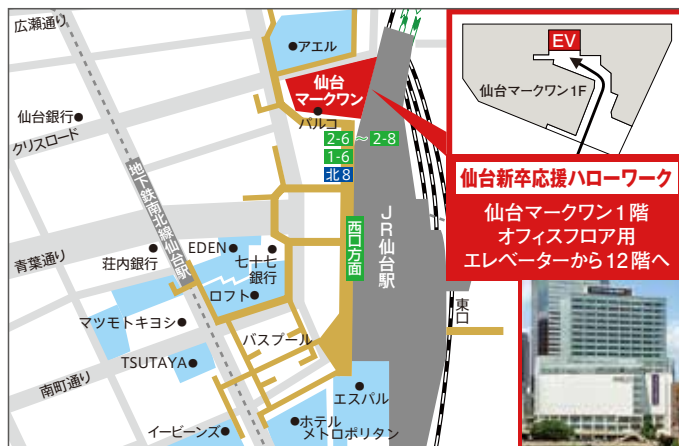 広瀬通り
アエル
仙台
マークワン
パルコ
仙台銀行
クリスロード
2-6 ～ 2-8
1-6
北8
地下鉄南北線仙台駅
西口方面
JR仙台駅
青葉通り
荘内銀行
EDEN
七十七
銀行
ロフト
マツモトキヨシ
バスプール
東口
TSUTAYA
南町通り
エスパル
イービーンズ
ホテル
メトロポリタン
EV
仙台マークワン1F
仙台新卒応援ハローワーク
仙台マークワン1階
オフィスフロア用
エレベーターから12階へ